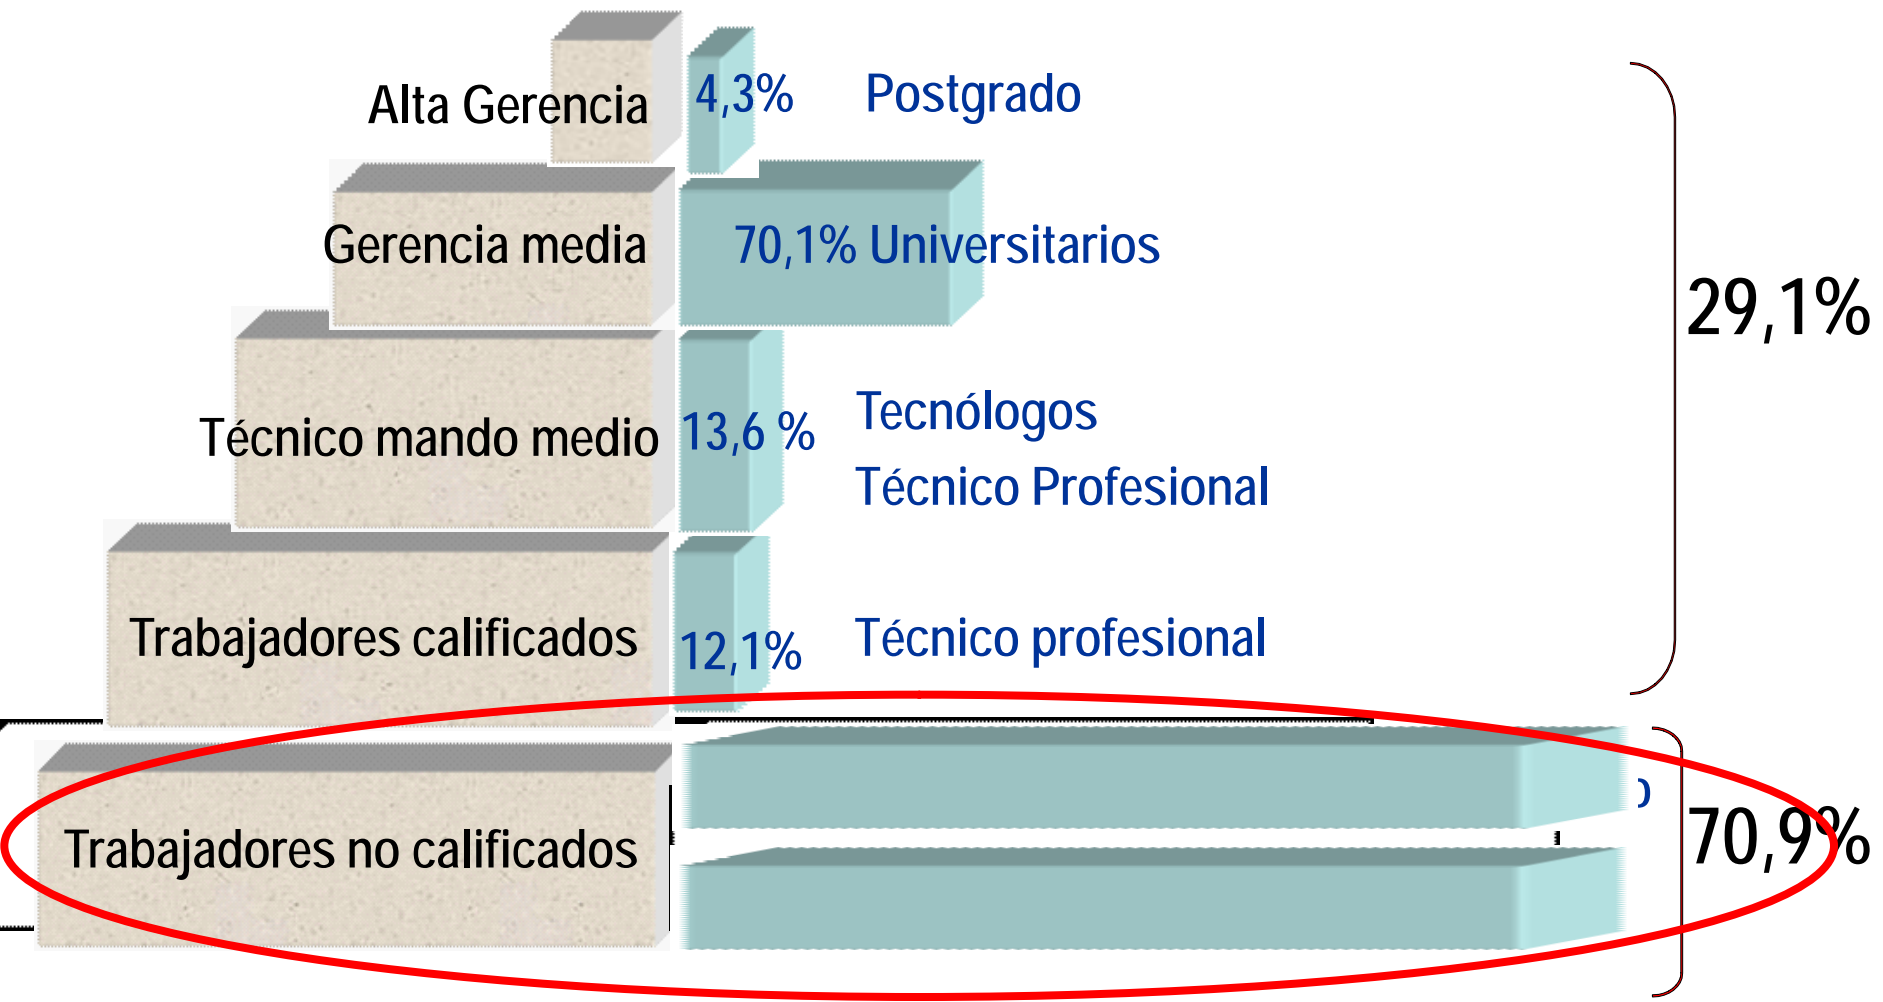 Alta Gerencia 4,3% Postgrado
Gerencia media 70,1% Universitarios
29,1%
Técnico mando medio 13,6 % Tecnólogos
Técnico Profesional
Trabajadores calificados 12,1% Técnico profesional
Trabajadores no calificados 70,9%